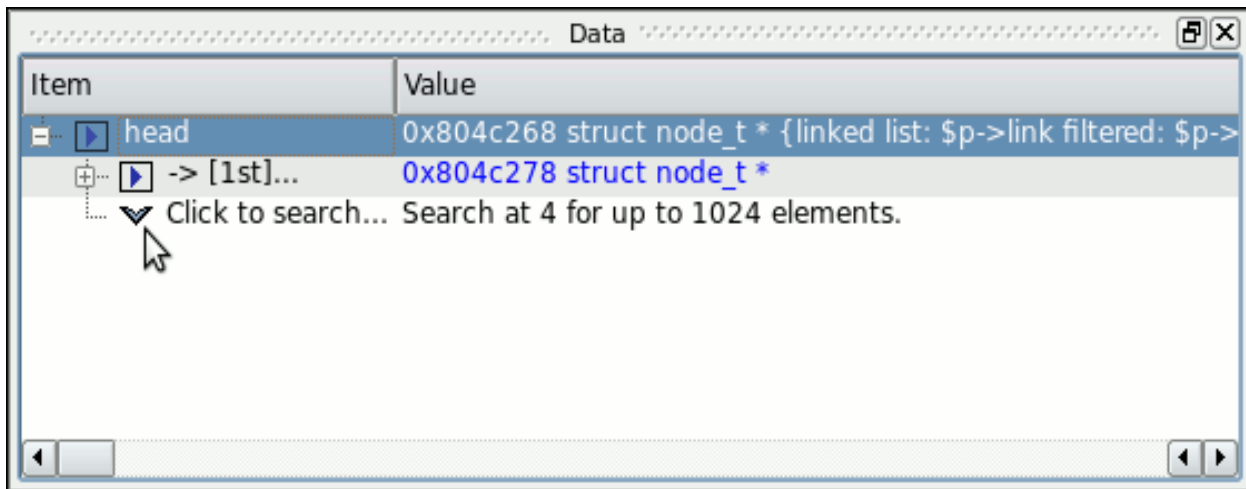 Data
Item Value
head 0x804c268 struct node_t * {linked list: $p->link filtered: $p->
-> [1st]... 0x804c278 struct node_t *
Click to search... Search at 4 for up to 1024 elements.